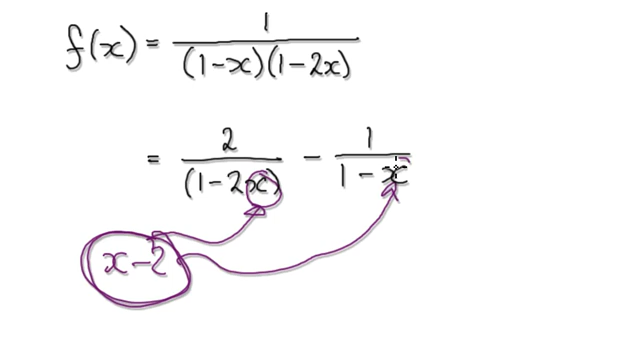 f(x) = 1/((1-x)(1-2x))
= 2/((1-2x)) - 1/(1-x)
x-2